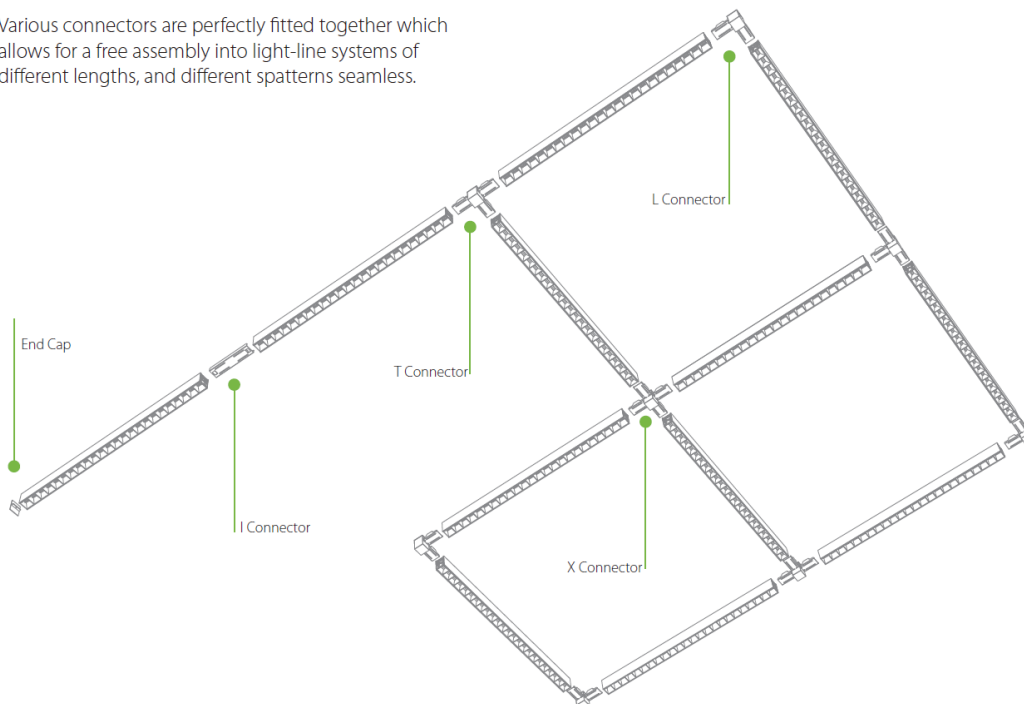 Various connectors are perfectly fitted together which
allows for a free assembly into light-line systems of
different lengths, and different spatterns seamless.
L Connector
End Cap
T Connector
I Connector
X Connector